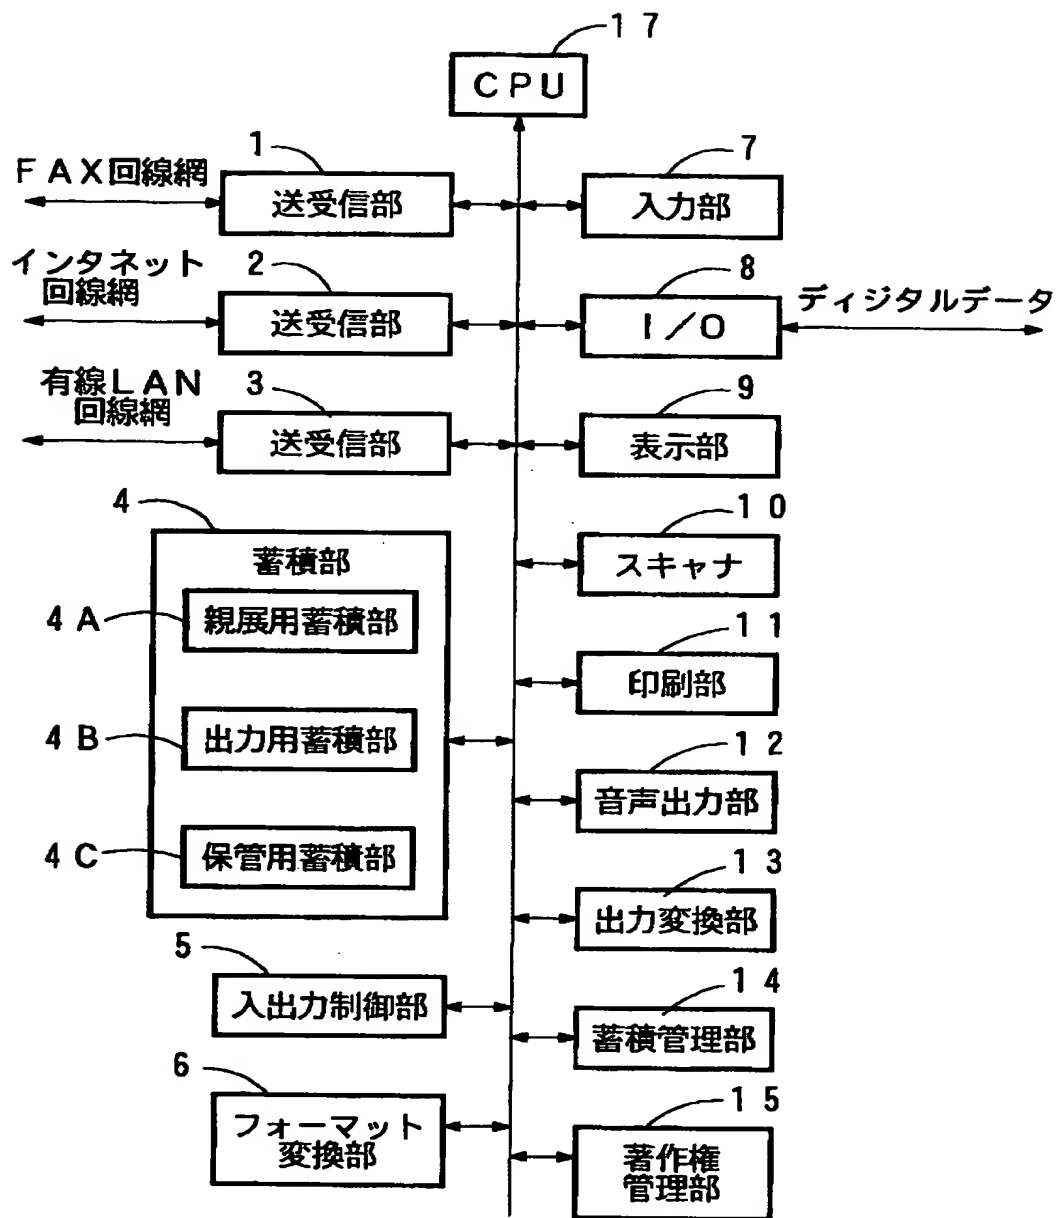 17
CPU
1
FAX回線網
送受信部
7
入力部
インタネット
回線網
2
送受信部
8
I/O
ディジタルデータ
有線LAN
回線網
3
送受信部
9
表示部
4
蓄積部
4A
親展用蓄積部
4B
出力用蓄積部
4C
保管用蓄積部
10
スキャナ
11
印刷部
12
音声出力部
13
出力変換部
5
入出力制御部
14
蓄積管理部
6
フォーマット
変換部
15
著作権
管理部